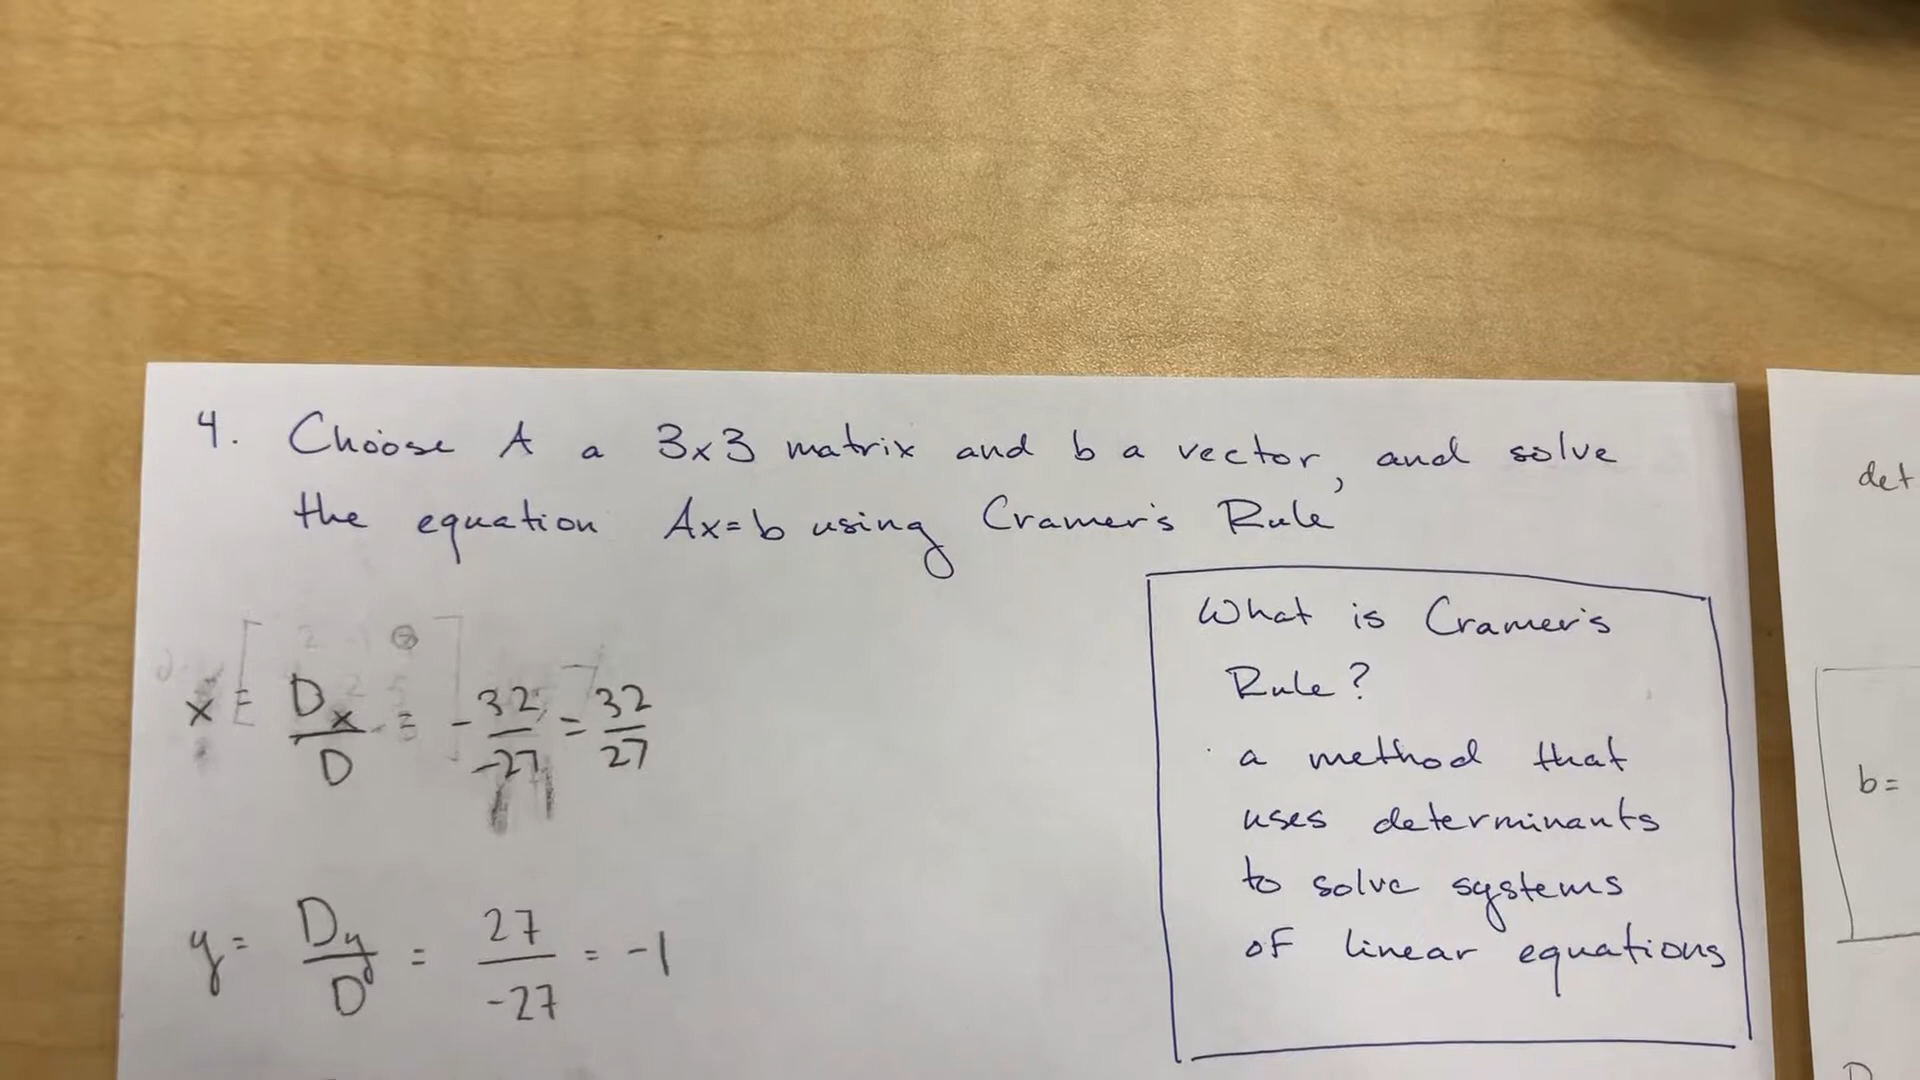 4. Choose A a 3x3 matrix and b a vector, and solve
the equation Ax=b using Cramer's Rule
What is Cramer's
Rule?
a method that
uses determinants
to solve systems
of linear equations
x = Dx/D = -32/-27 = 32/27
y = Dy/D = 27/-27 = -1
det
b=